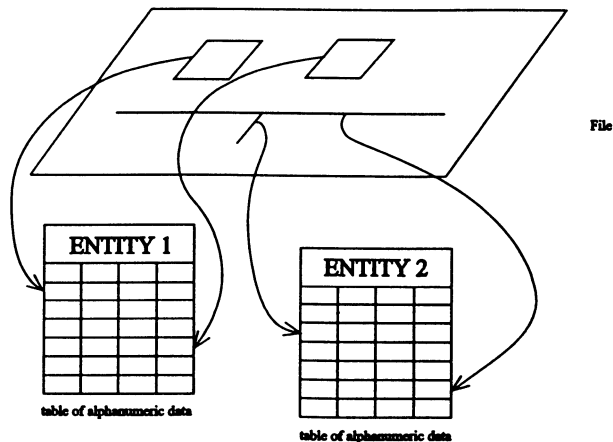 File
ENTITY 1
ENTITY 2
table of alphanumeric data
table of alphanumeric data